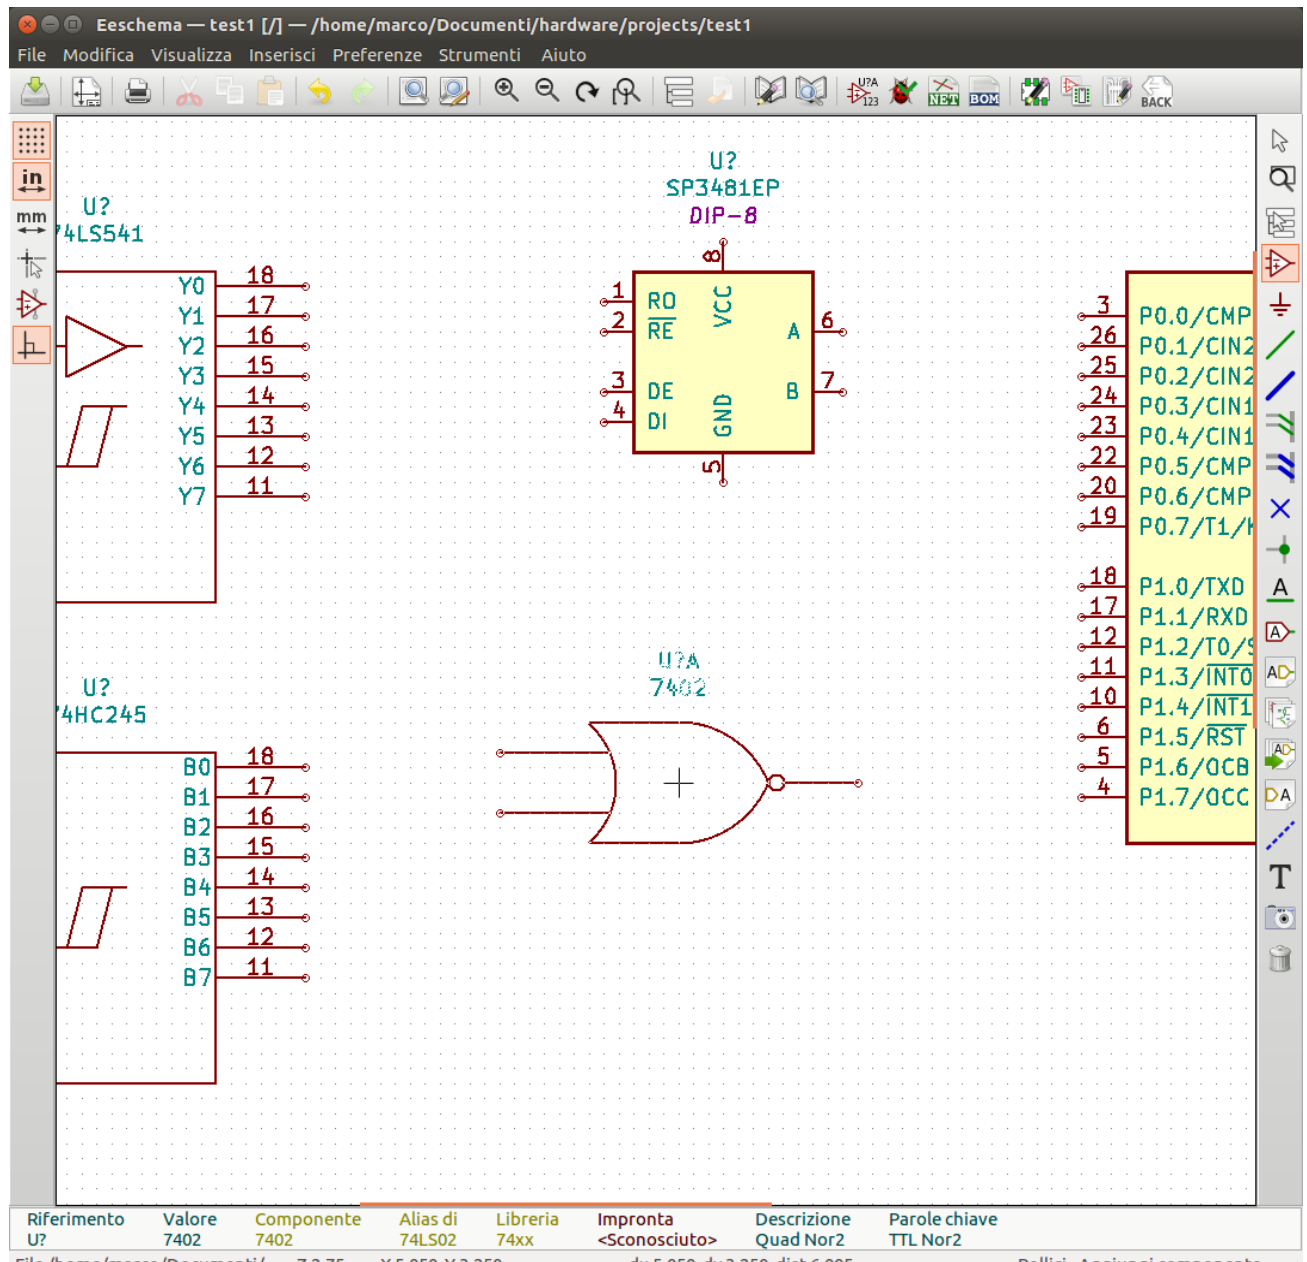 Eeschema — test1 [/] — /home/marco/Documenti/hardware/projects/test1
File Modifica Visualizza Inserisci Preferenze Strumenti Aiuto
U?A
123
NET
BOM
BACK
in
mm
U?
74LS541
Y0 18
Y1 17
Y2 16
Y3 15
Y4 14
Y5 13
Y6 12
Y7 11
U?
SP3481EP
DIP-8
8
1 RO VCC
2 RE A 6
3 DE B 7
4 DI GND
5
3 P0.0/CMP
26 P0.1/CIN2
25 P0.2/CIN2
24 P0.3/CIN1
23 P0.4/CIN1
22 P0.5/CMP
20 P0.6/CMP
19 P0.7/T1/K
18 P1.0/TXD
17 P1.1/RXD
12 P1.2/T0/S
11 P1.3/INT0
10 P1.4/INT1
6 P1.5/RST
5 P1.6/OCB
4 P1.7/OCC
U?A
7402
U?
74HC245
B0 18
B1 17
B2 16
B3 15
B4 14
B5 13
B6 12
B7 11
A
A
AD
AD
DA
T
Riferimento Valore Componente Alias di Libreria Impronta Descrizione Parole chiave
U? 7402 7402 74LS02 74xx <Sconosciuto> Quad Nor2 TTL Nor2